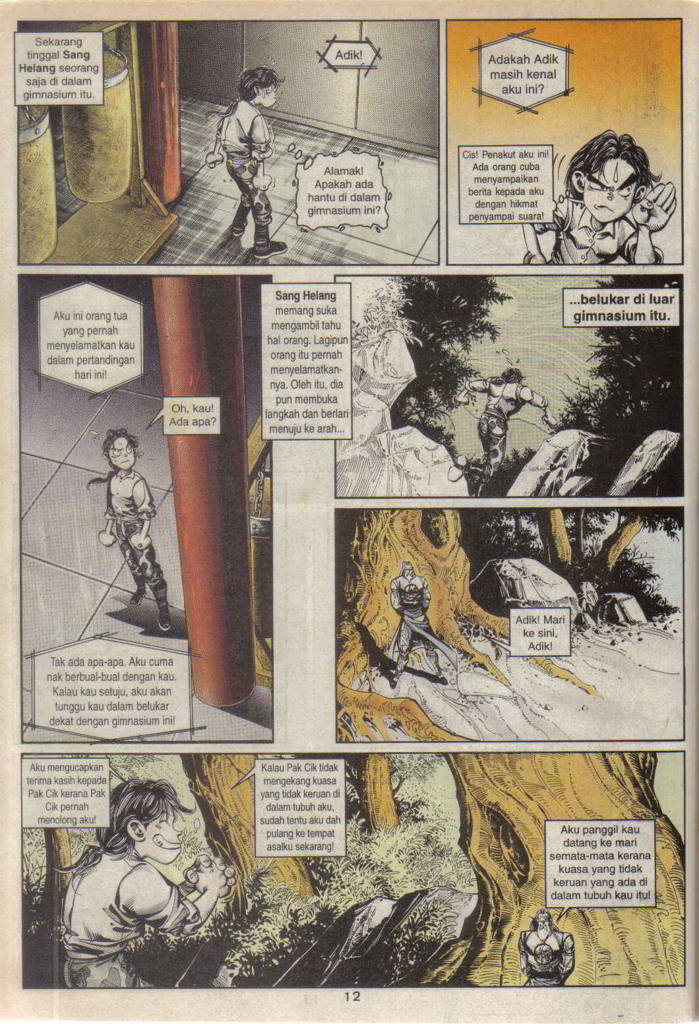 Sekarang
tinggal Sang
Helang seorang
saja di dalam
gimnasium itu.
Adik!
Alamak!
Apakah ada
hantu di dalam
gimnasium ini?
Adakah Adik
masih kenal
aku ini?
Cis! Penakut aku ini!
Ada orang cuba
menyampaikan
berita kepada aku
dengan hikmat
penyampai suara!
Aku ini orang tua
yang pernah
menyelamatkan kau
dalam pertandingan
hari ini!
Oh, kau!
Ada apa?
Tak ada apa-apa. Aku cuma
nak berbual-bual dengan kau.
Kalau kau setuju, aku akan
tunggu kau dalam belukar
dekat dengan gimnasium ini!
Sang Helang
memang suka
mengambil tahu
hal orang. Lagipun
orang itu pernah
menyelamatkan-
nya. Oleh itu, dia
pun membuka
langkah dan berlari
menuju ke arah...
...belukar di luar
gimnasium itu.
Adik! Mari
ke sini,
Adik!
Aku mengucapkan
terima kasih kepada
Pak Cik kerana Pak
Cik pernah
menolong aku!
Kalau Pak Cik tidak
mengekang kuasa
yang tidak keruan di
dalam tubuh aku,
sudah tentu aku dah
pulang ke tempat
asalku sekarang!
Aku panggil kau
datang ke mari
semata-mata kerana
kuasa yang tidak
keruan yang ada di
dalam tubuh kau itu!
12